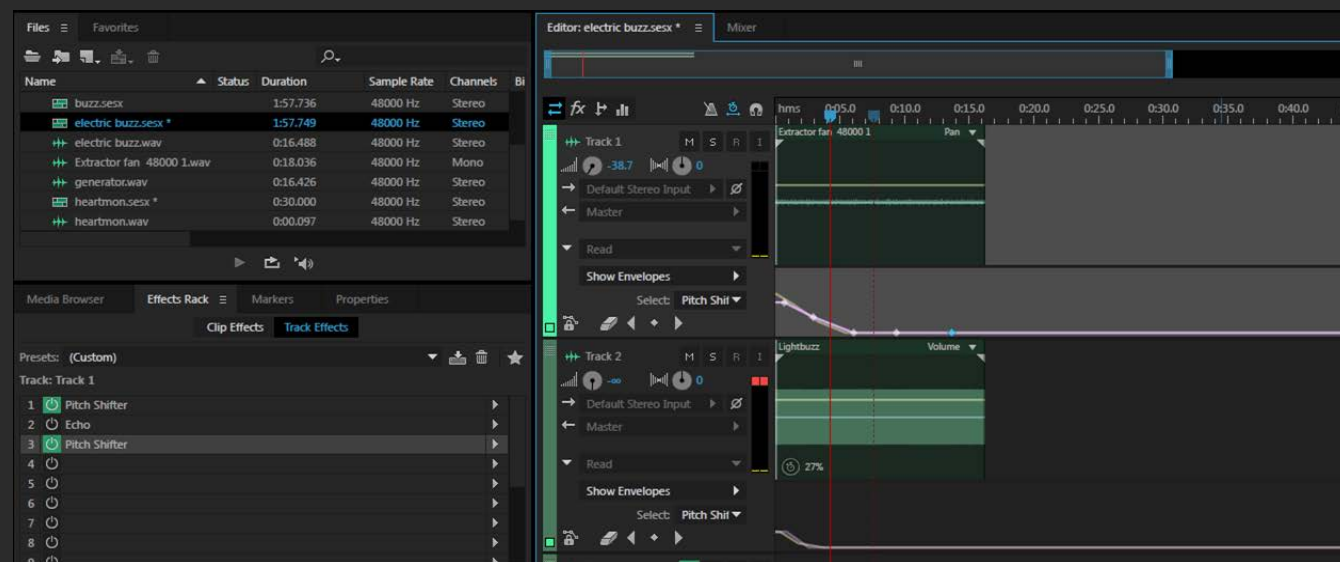 Files Favorites
Name Status Duration Sample Rate Channels Bi
buzz.sesx 1:57.736 48000 Hz Stereo
electric buzz.sesx * 1:57.749 48000 Hz Stereo
electric buzz.wav 0:16.488 48000 Hz Stereo
Extractor fan 48000 1.wav 0:18.036 48000 Hz Mono
generator.wav 0:16.426 48000 Hz Stereo
heartmon.sesx * 0:30.000 48000 Hz Stereo
heartmon.wav 0:00.097 48000 Hz Stereo
Media Browser Effects Rack Markers Properties
Clip Effects Track Effects
Presets: (Custom)
Track: Track 1
1 Pitch Shifter
2 Echo
3 Pitch Shifter
4
5
6
7
8
9
Editor: electric buzz.sesx * Mixer
fx hms 0:05.0 0:10.0 0:15.0 0:20.0 0:25.0 0:30.0 0:35.0 0:40.0
Track 1 M S R I
-38.7 0
Default Stereo Input
Master
Read
Show Envelopes
Select: Pitch Shif
Extractor fan 48000 1 Pan
Track 2 M S R I
-∞ 0
Default Stereo Input
Master
Read
Show Envelopes
Select: Pitch Shif
Lightbuzz Volume
27%